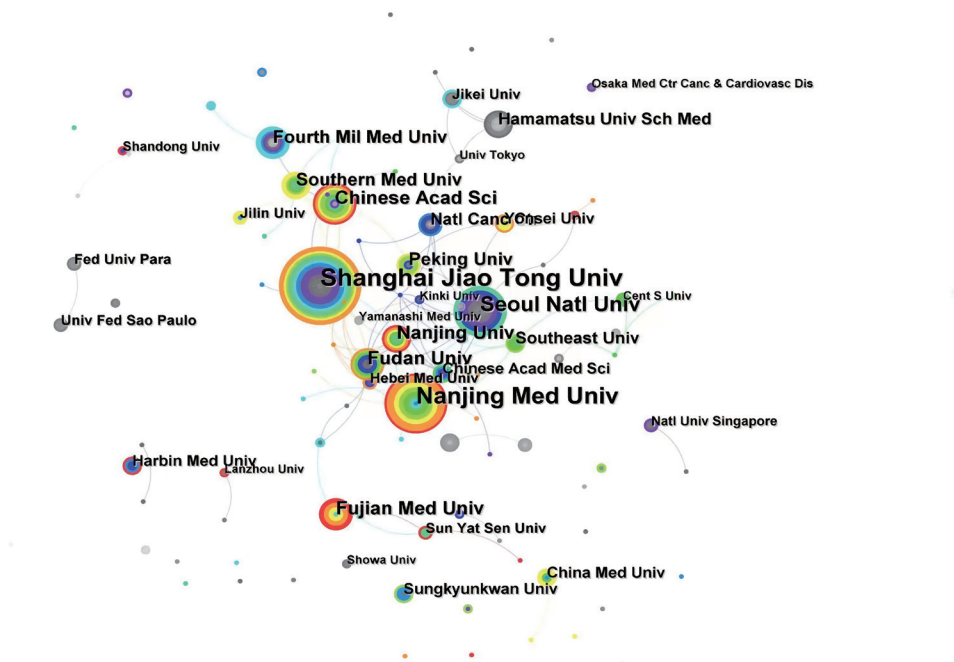 Osaka Med Ctr Canc & Cardiovasc Dis
Jikei Univ
Hamamatsu Univ Sch Med
Fourth Mil Med Univ
Shandong Univ
Univ Tokyo
Southern Med Univ
Chinese Acad Sci
Jilin Univ
Natl Canc Ctr
Yonsei Univ
Fed Univ Para
Peking Univ
Shanghai Jiao Tong Univ
Kinki Univ
Cent S Univ
Seoul Natl Univ
Univ Fed Sao Paulo
Yamanashi Med Univ
Nanjing Univ
Southeast Univ
Fudan Univ
Chinese Acad Med Sci
Hebei Med Univ
Nanjing Med Univ
Natl Univ Singapore
Harbin Med Univ
Lanzhou Univ
Fujian Med Univ
Sun Yat Sen Univ
Showa Univ
China Med Univ
Sungkyunkwan Univ